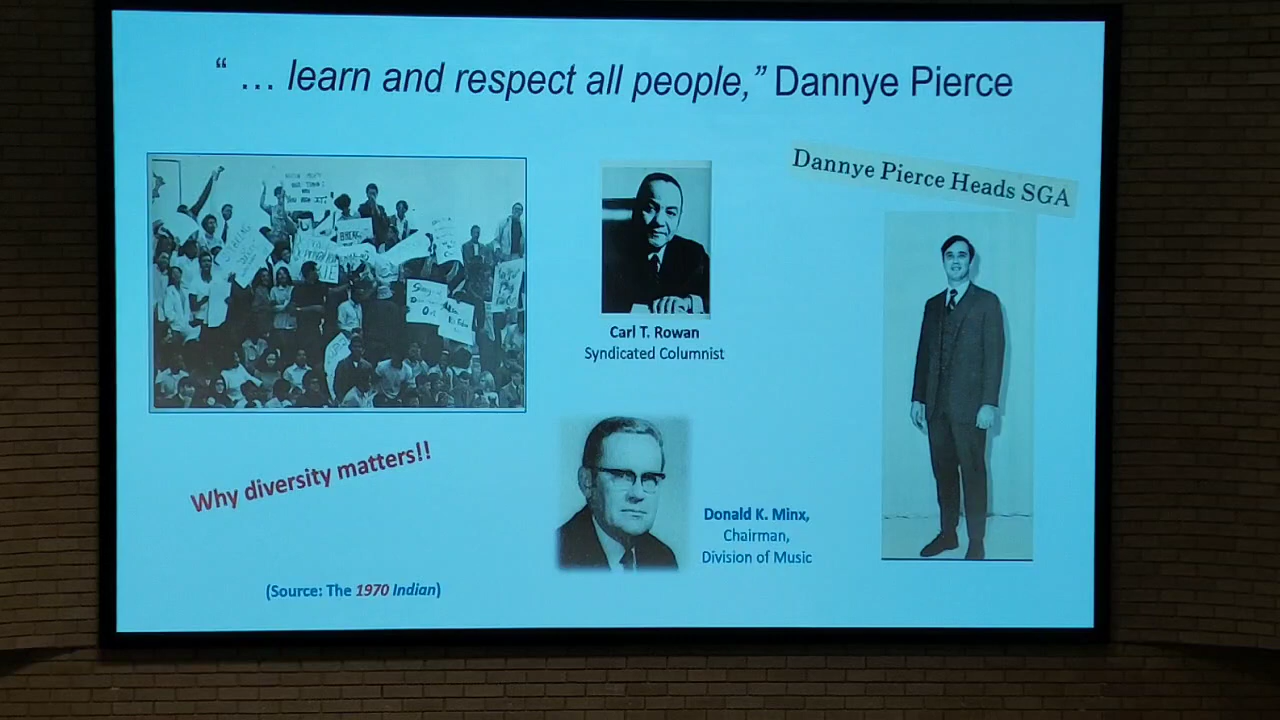 “ ... learn and respect all people,” Dannye Pierce
Dannye Pierce Heads SGA
Carl T. Rowan
Syndicated Columnist
Why diversity matters!!
Donald K. Minx,
Chairman,
Division of Music
(Source: The 1970 Indian)